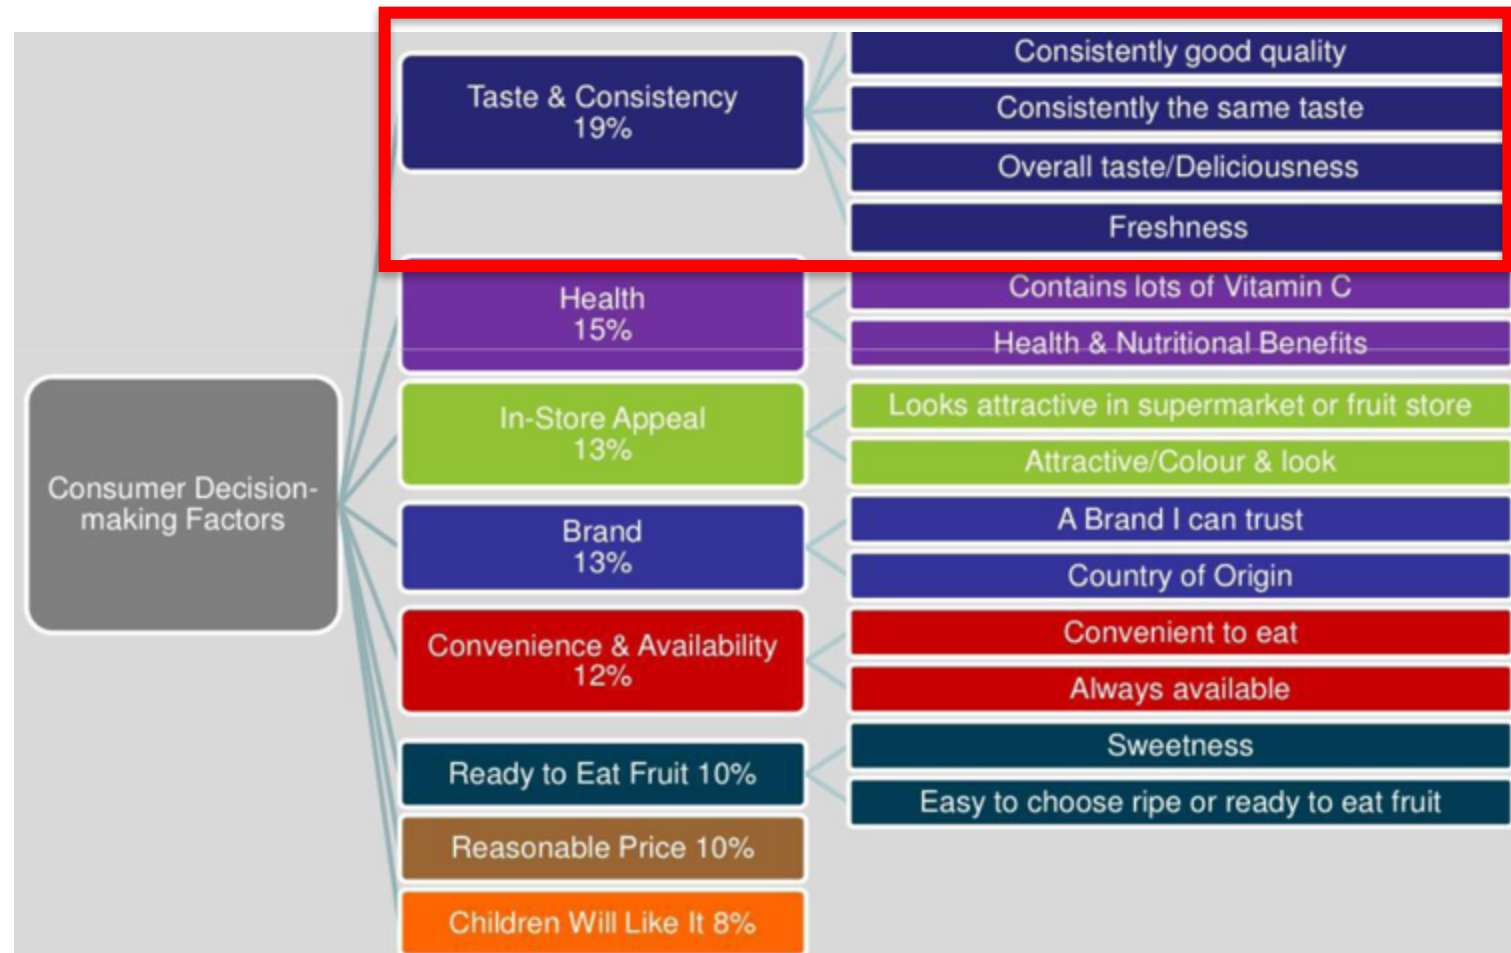 Consumer Decision-
making Factors
Taste & Consistency
19%
Consistently good quality
Consistently the same taste
Overall taste/Deliciousness
Freshness
Health
15%
Contains lots of Vitamin C
Health & Nutritional Benefits
In-Store Appeal
13%
Looks attractive in supermarket or fruit store
Attractive/Colour & look
Brand
13%
A Brand I can trust
Country of Origin
Convenience & Availability
12%
Convenient to eat
Always available
Ready to Eat Fruit 10%
Sweetness
Easy to choose ripe or ready to eat fruit
Reasonable Price 10%
Children Will Like It 8%